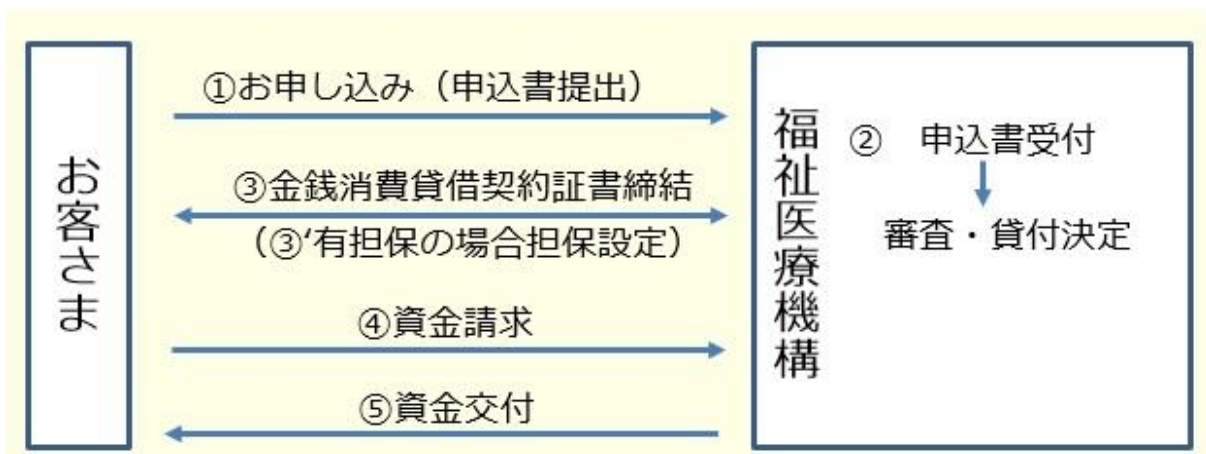 お客さま
①お申し込み（申込書提出）
③金銭消費貸借契約証書締結
（③‘有担保の場合担保設定）
④資金請求
⑤資金交付
福祉医療機構
②　申込書受付
審査・貸付決定